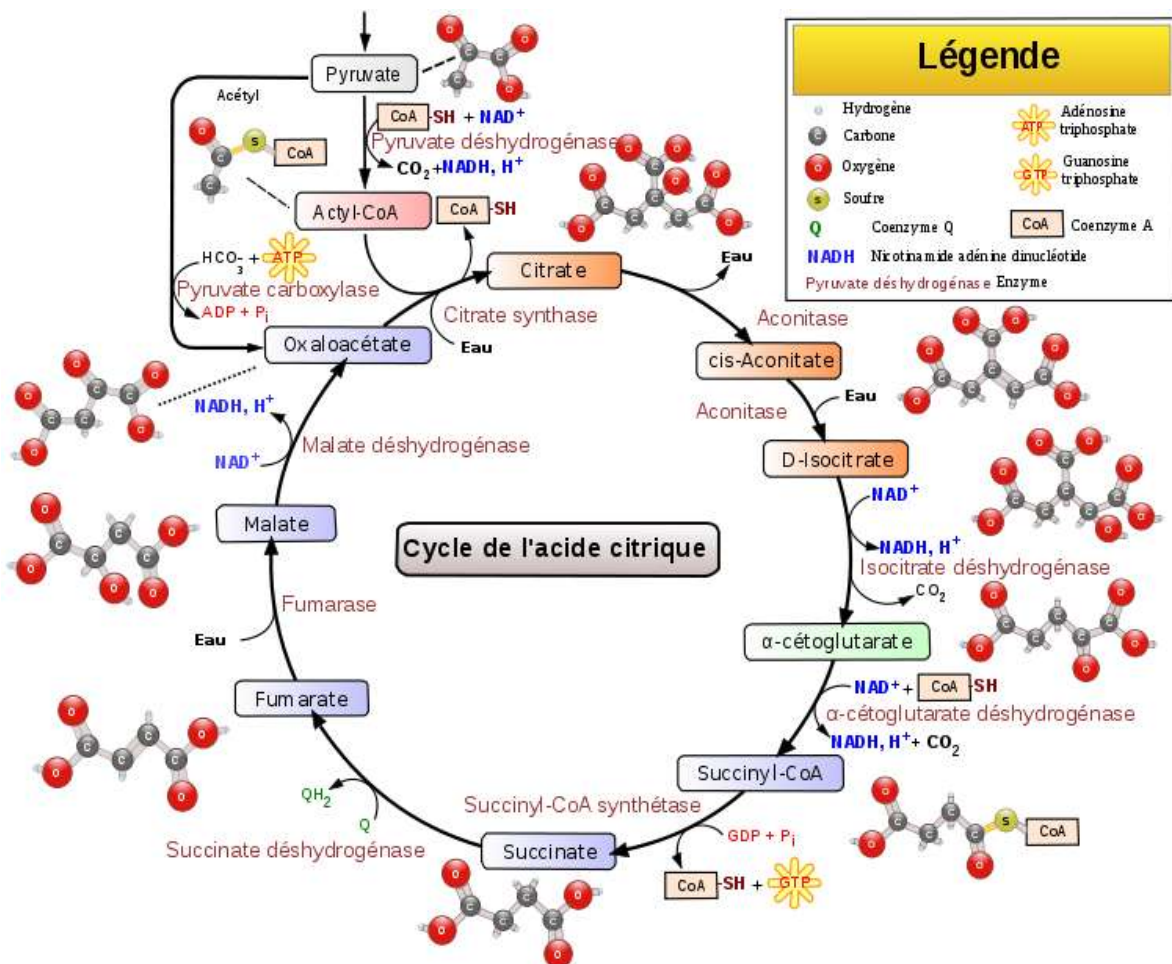 Pyruvate
Acétyl
CoA
-SH + NAD+
Pyruvate déshydrogénase
CO2 + NADH, H+
S
CoA
Actyl-CoA
CoA
-SH
HCO3- + ATP
Pyruvate carboxylase
ADP + Pi
Citrate
Citrate synthase
Eau
Oxaloacétate
Eau
Aconitase
cis-Aconitate
Aconitase
Eau
D-Isocitrate
NAD+
NADH, H+
Isocitrate déshydrogénase
CO2
α-cétoglutarate
NAD+ + CoA -SH
α-cétoglutarate déshydrogénase
NADH, H+ + CO2
Succinyl-CoA
S
CoA
Succinyl-CoA synthétase
GDP + Pi
CoA -SH + GTP
Succinate
QH2
Q
Succinate déshydrogénase
Fumarate
Eau
Fumarase
Malate
NADH, H+
Malate déshydrogénase
NAD+
Cycle de l'acide citrique
Légende
Hydrogène
C Carbone
O Oxygène
S Soufre
Q Coenzyme Q
NADH Nicotinamide adénine dinucléotide
Pyruvate déshydrogénase Enzyme
ATP Adénosine
triphosphate
GTP Guanosine
triphosphate
CoA Coenzyme A